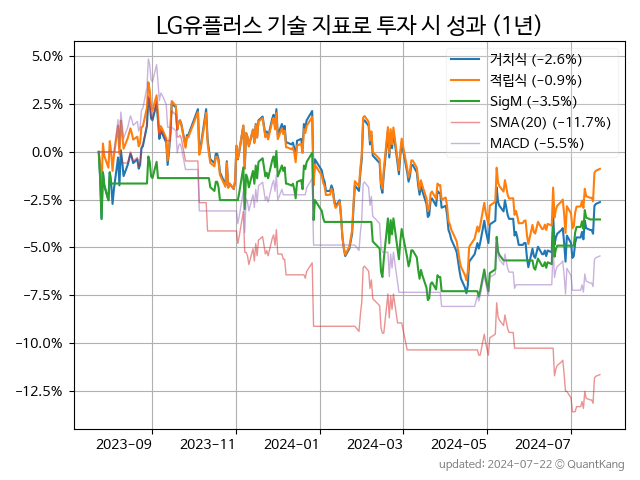 LG유플러스 기술 지표로 투자 시 성과 (1년)
5.0%
2.5%
0.0%
−2.5%
−5.0%
−7.5%
−10.0%
−12.5%
거치식 (−2.6%)
적립식 (−0.9%)
SigM (−3.5%)
SMA(20) (−11.7%)
MACD (−5.5%)
2023-09
2023-11
2024-01
2024-03
2024-05
2024-07
updated: 2024-07-22 © QuantKang